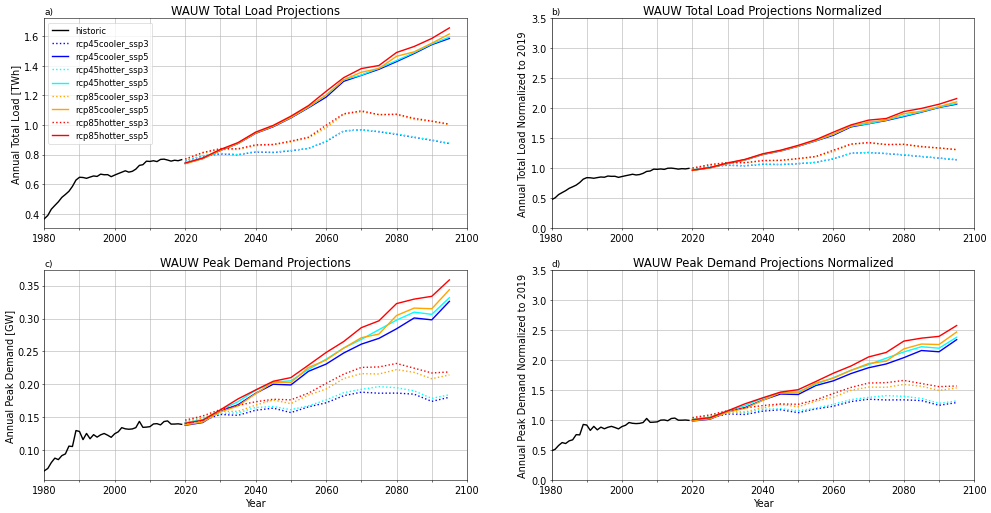 a)
WAUW Total Load Projections
Annual Total Load [TWh]
1.6
1.4
1.2
1.0
0.8
0.6
0.4
historic
rcp45cooler_ssp3
rcp45cooler_ssp5
rcp45hotter_ssp3
rcp45hotter_ssp5
rcp85cooler_ssp3
rcp85cooler_ssp5
rcp85hotter_ssp3
rcp85hotter_ssp5
1980 2000 2020 2040 2060 2080 2100
b)
WAUW Total Load Projections Normalized
Annual Total Load Normalized to 2019
3.5
3.0
2.5
2.0
1.5
1.0
0.5
0.0
1980 2000 2020 2040 2060 2080 2100
c)
WAUW Peak Demand Projections
Annual Peak Demand [GW]
0.35
0.30
0.25
0.20
0.15
0.10
1980 2000 2020 2040 2060 2080 2100
Year
d)
WAUW Peak Demand Projections Normalized
Annual Peak Demand Normalized to 2019
3.5
3.0
2.5
2.0
1.5
1.0
0.5
0.0
1980 2000 2020 2040 2060 2080 2100
Year